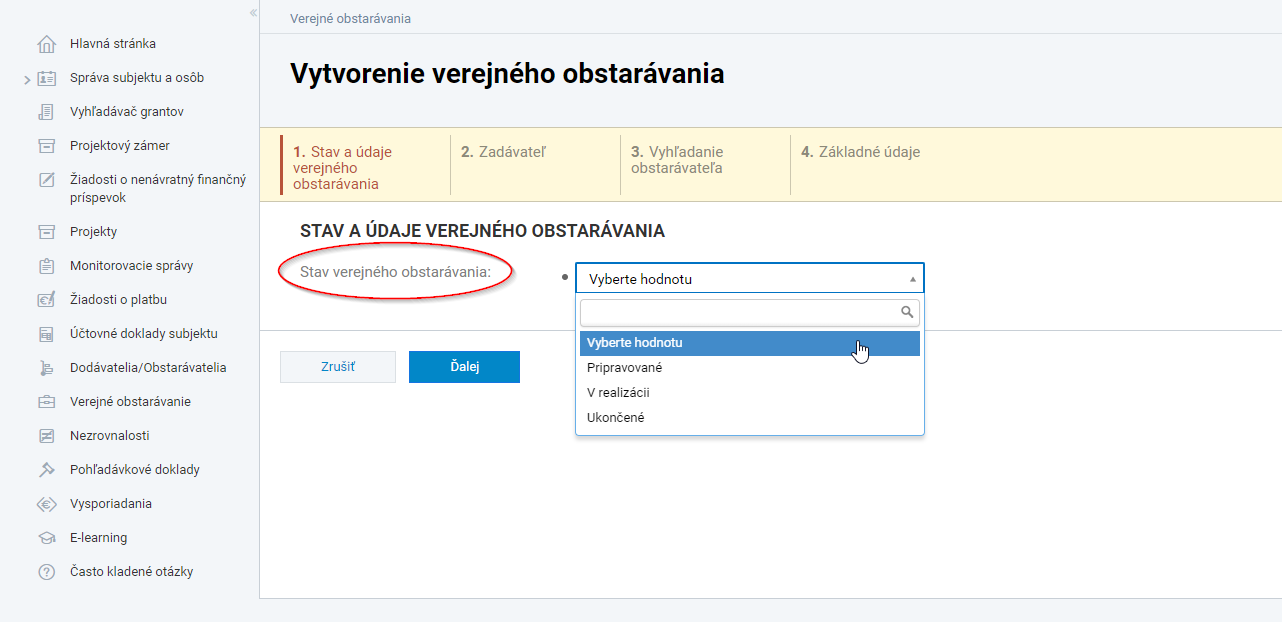 «
Hlavná stránka
Správa subjektu a osôb
Vyhľadávač grantov
Projektový zámer
Žiadosti o nenávratný finančný
príspevok
Projekty
Monitorovacie správy
Žiadosti o platbu
Účtovné doklady subjektu
Dodávatelia/Obstarávatelia
Verejné obstarávanie
Nezrovnalosti
Pohľadávkové doklady
Vysporiadania
E-learning
Často kladené otázky
Verejné obstarávania
Vytvorenie verejného obstarávania
1. Stav a údaje
verejného
obstarávania
2. Zadávateľ
3. Vyhľadanie
obstarávateľa
4. Základné údaje
STAV A ÚDAJE VEREJNÉHO OBSTARÁVANIA
Stav verejného obstarávania:
Vyberte hodnotu
Vyberte hodnotu
Pripravované
V realizácii
Ukončené
Zrušiť
Ďalej